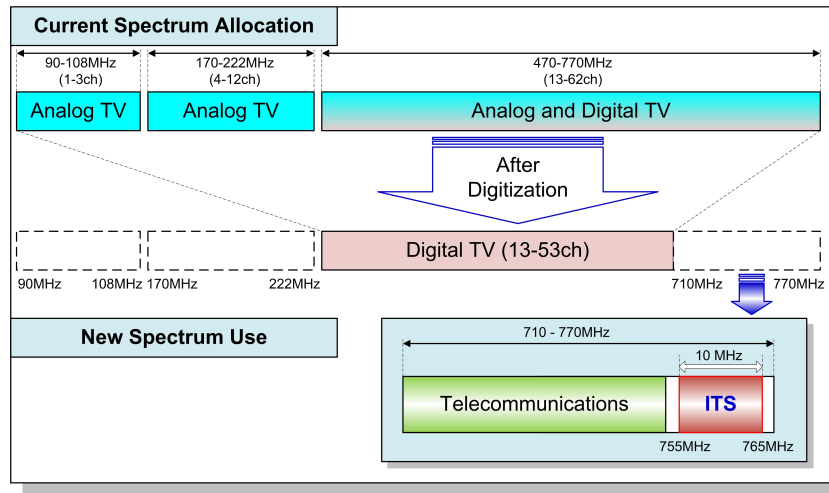 Current Spectrum Allocation
90-108MHz
(1-3ch)
170-222MHz
(4-12ch)
470-770MHz
(13-62ch)
Analog TV
Analog TV
Analog and Digital TV
After
Digitization
Digital TV (13-53ch)
90MHz
108MHz
170MHz
222MHz
710MHz
770MHz
New Spectrum Use
710 - 770MHz
10 MHz
Telecommunications
ITS
755MHz
765MHz